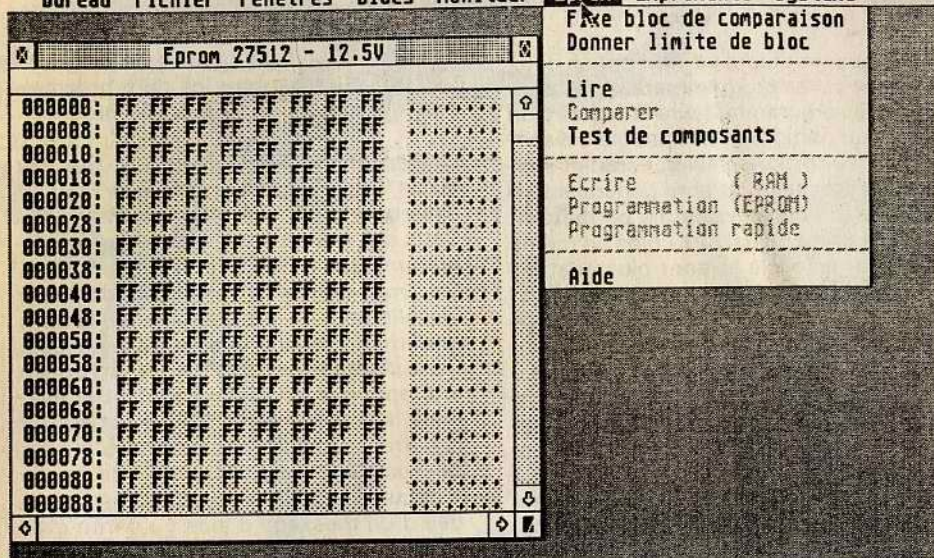 Bureau Fichier Fenêtres Blocs Moniteur Eprom Imprimante
Eprom 27512 - 12.5V
000000: FF FF FF FF FF FF FF FF ........
000008: FF FF FF FF FF FF FF FF ........
000010: FF FF FF FF FF FF FF FF ........
000018: FF FF FF FF FF FF FF FF ........
000020: FF FF FF FF FF FF FF FF ........
000028: FF FF FF FF FF FF FF FF ........
000030: FF FF FF FF FF FF FF FF ........
000038: FF FF FF FF FF FF FF FF ........
000040: FF FF FF FF FF FF FF FF ........
000048: FF FF FF FF FF FF FF FF ........
000050: FF FF FF FF FF FF FF FF ........
000058: FF FF FF FF FF FF FF FF ........
000060: FF FF FF FF FF FF FF FF ........
000068: FF FF FF FF FF FF FF FF ........
000070: FF FF FF FF FF FF FF FF ........
000078: FF FF FF FF FF FF FF FF ........
000080: FF FF FF FF FF FF FF FF ........
000088: FF FF FF FF FF FF FF FF ........
Fixe bloc de comparaison
Donner limite de bloc
Lire
Comparer
Test de composants
Ecrire ( RAM )
Programmation (EPROM)
Programmation rapide
Aide